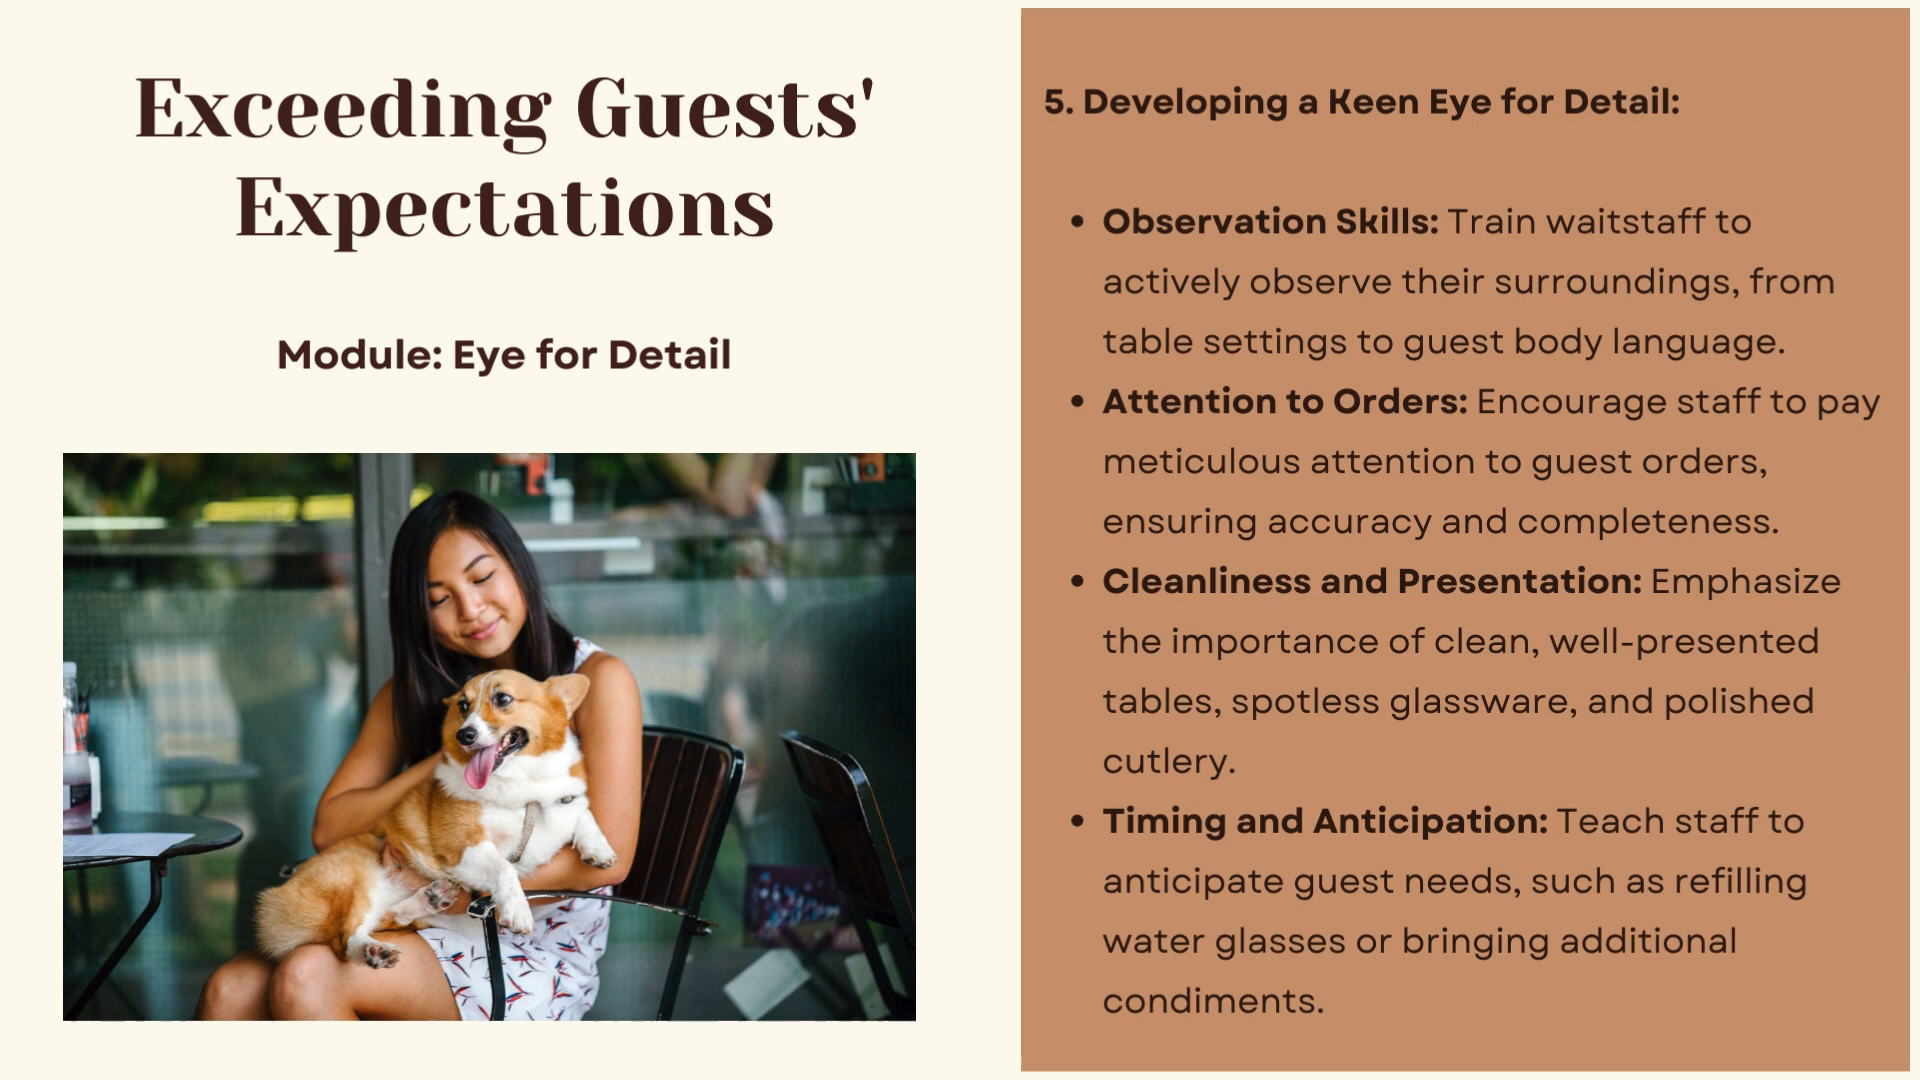 Exceeding Guests'
Expectations
Module: Eye for Detail
5. Developing a Keen Eye for Detail:
• Observation Skills: Train waitstaff to
actively observe their surroundings, from
table settings to guest body language.
• Attention to Orders: Encourage staff to pay
meticulous attention to guest orders,
ensuring accuracy and completeness.
• Cleanliness and Presentation: Emphasize
the importance of clean, well-presented
tables, spotless glassware, and polished
cutlery.
• Timing and Anticipation: Teach staff to
anticipate guest needs, such as refilling
water glasses or bringing additional
condiments.